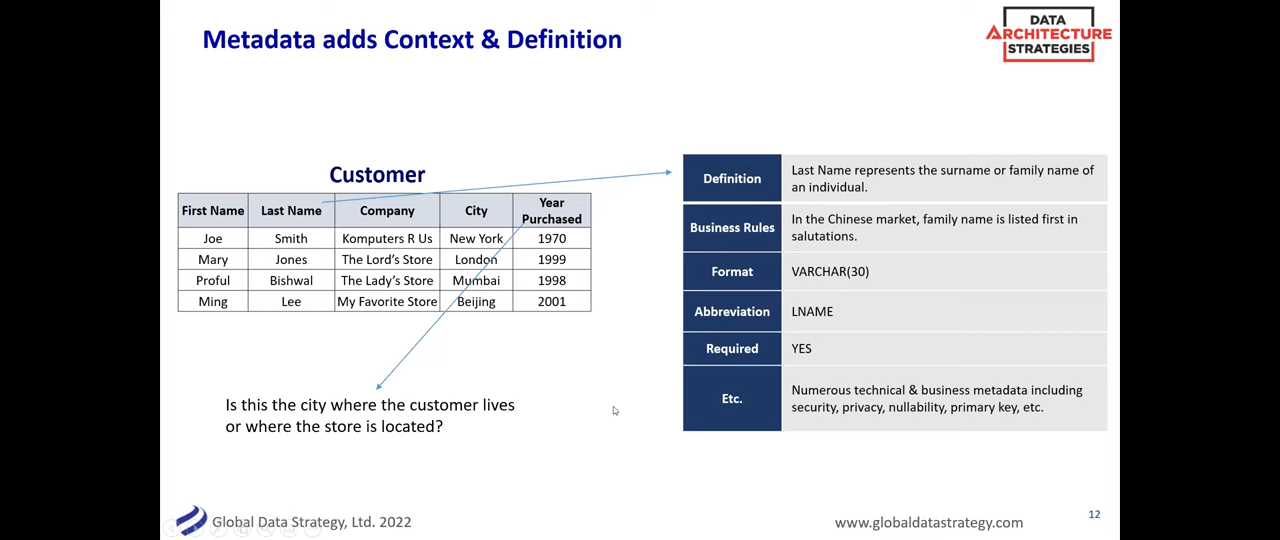 Metadata adds Context & Definition
DATA
ARCHITECTURE
STRATEGIES
Customer
First Name Last Name Company City Year Purchased
Joe Smith Komputers R Us New York 1970
Mary Jones The Lord's Store London 1999
Proful Bishwal The Lady's Store Mumbai 1998
Ming Lee My Favorite Store Beijing 2001
Is this the city where the customer lives
or where the store is located?
Definition
Last Name represents the surname or family name of
an individual.
Business Rules
In the Chinese market, family name is listed first in
salutations.
Format
VARCHAR(30)
Abbreviation
LNAME
Required
YES
Etc.
Numerous technical & business metadata including
security, privacy, nullability, primary key, etc.
Global Data Strategy, Ltd. 2022
www.globaldatastrategy.com
12